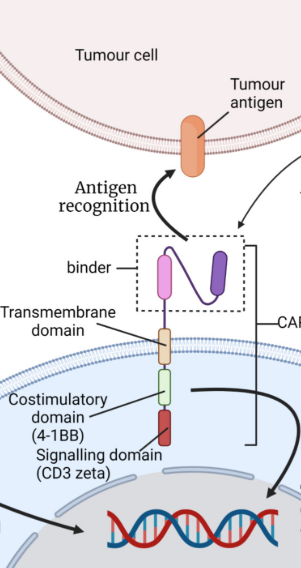 Tumour cell
Tumour
antigen
Antigen
recognition
binder
Transmembrane
domain
Costimulatory
domain
(4-1BB)
Signalling domain
(CD3 zeta)